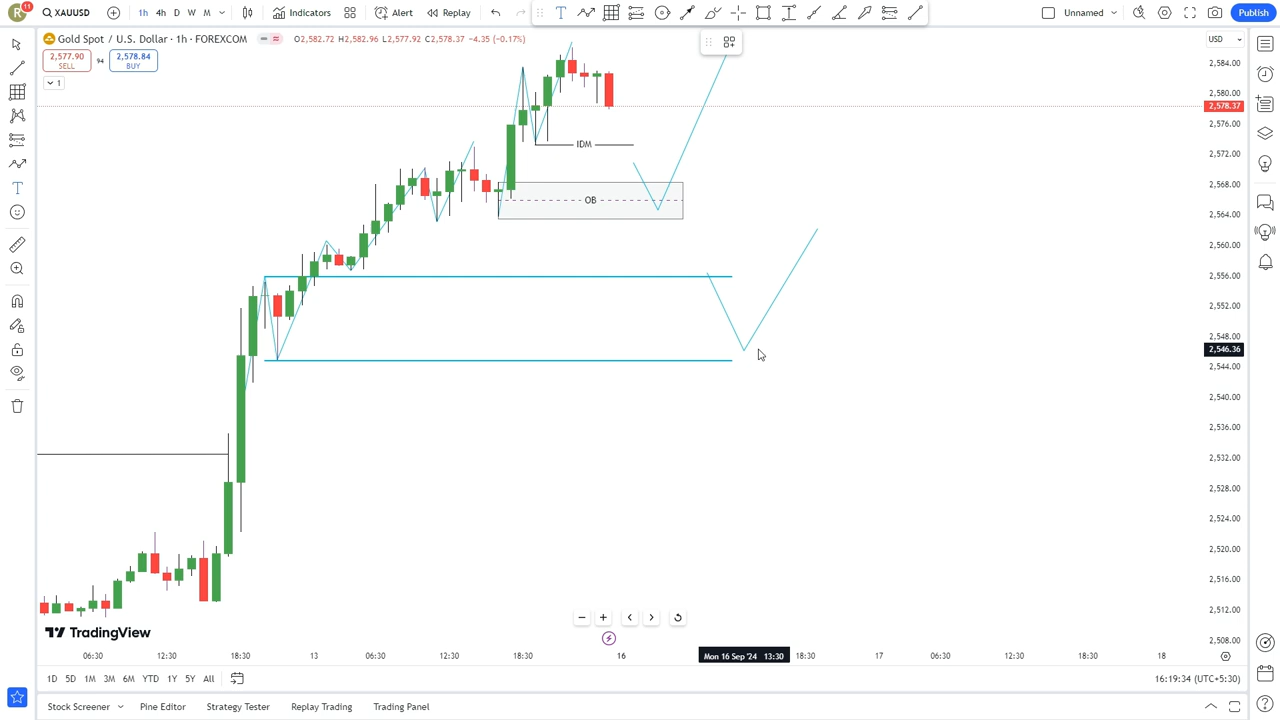 R 11 XAUUSD 1h 4h D W M Indicators Alert Replay Unnamed Publish
Gold Spot / U.S. Dollar · 1h · FOREXCOM O2,582.72 H2,582.96 L2,577.92 C2,578.37 −4.35 (−0.17%) USD
2,577.90 SELL 94 2,578.84 BUY
1
2,584.00
2,580.00
2,578.37
2,576.00
IDM
2,572.00
2,568.00
OB
2,564.00
2,560.00
2,556.00
2,552.00
2,548.00
2,546.36
2,544.00
2,540.00
2,536.00
2,532.00
2,528.00
2,524.00
2,520.00
2,516.00
2,512.00
TradingView
2,508.00
06:30 12:30 18:30 13 06:30 12:30 18:30 16 Mon 16 Sep '24 13:30 18:30 17 06:30 12:30 18:30 18
1D 5D 1M 3M 6M YTD 1Y 5Y All 16:19:34 (UTC+5:30)
Stock Screener Pine Editor Strategy Tester Replay Trading Trading Panel